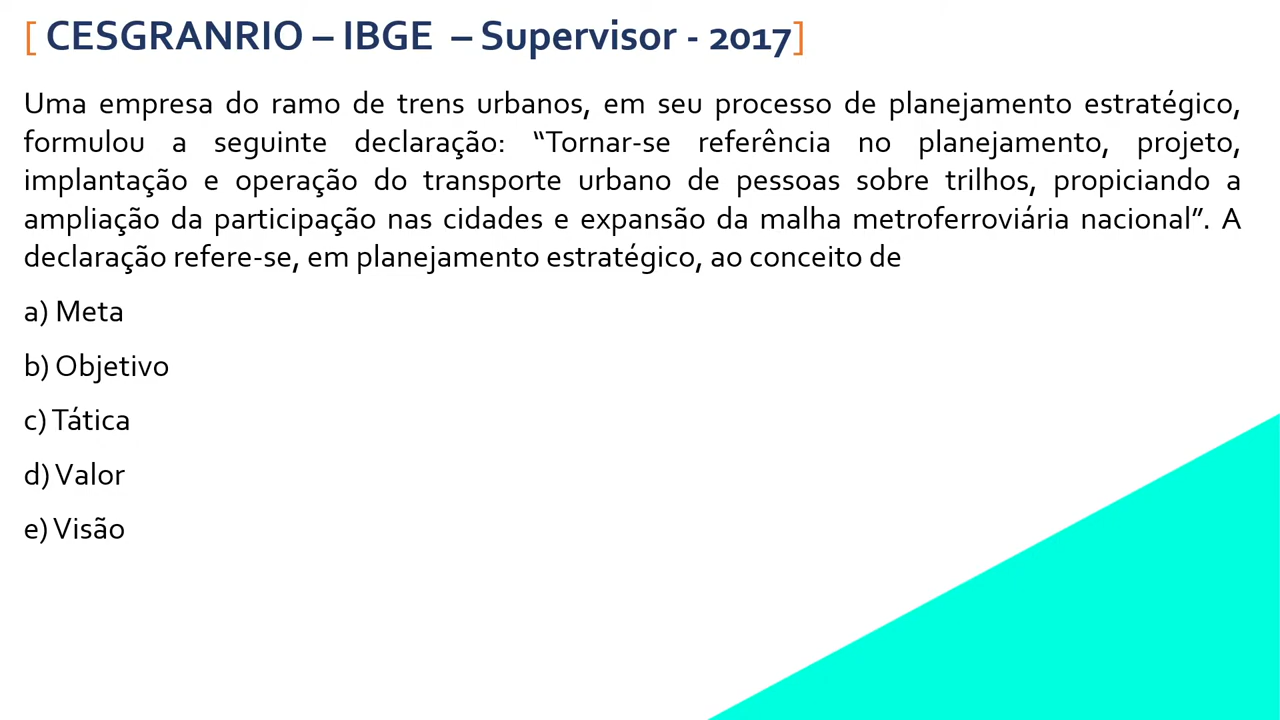 [ CESGRANRIO – IBGE – Supervisor - 2017]
Uma empresa do ramo de trens urbanos, em seu processo de planejamento estratégico,
formulou a seguinte declaração: “Tornar-se referência no planejamento, projeto,
implantação e operação do transporte urbano de pessoas sobre trilhos, propiciando a
ampliação da participação nas cidades e expansão da malha metroferroviária nacional”. A
declaração refere-se, em planejamento estratégico, ao conceito de
a) Meta
b) Objetivo
c) Tática
d) Valor
e) Visão